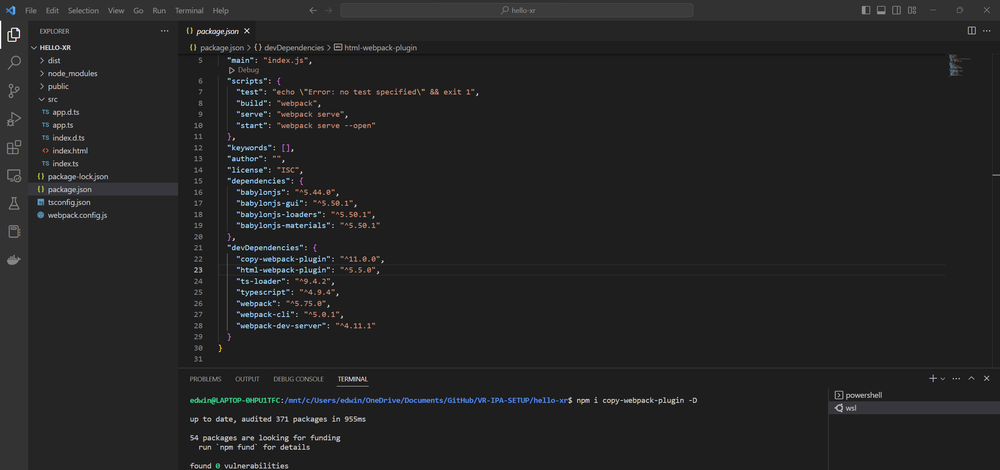 File Edit Selection View Go Run Terminal Help
hello-xr
EXPLORER
HELLO-XR
dist
node_modules
public
src
TS app.d.ts
TS app.ts
TS index.d.ts
<> index.html
TS index.ts
{} package-lock.json
{} package.json
TS tsconfig.json
webpack.config.js
{} package.json
{} package.json > {} devDependencies > abc html-webpack-plugin
5 "main": "index.js",
Debug
6 "scripts": {
7 "test": "echo \"Error: no test specified\" && exit 1",
8 "build": "webpack",
9 "serve": "webpack serve",
10 "start": "webpack serve --open"
11 },
12 "keywords": [],
13 "author": "",
14 "license": "ISC",
15 "dependencies": {
16 "babylonjs": "^5.44.0",
17 "babylonjs-gui": "^5.50.1",
18 "babylonjs-loaders": "^5.50.1",
19 "babylonjs-materials": "^5.50.1"
20 },
21 "devDependencies": {
22 "copy-webpack-plugin": "^11.0.0",
23 "html-webpack-plugin": "^5.5.0",
24 "ts-loader": "^9.4.2",
25 "typescript": "^4.9.4",
26 "webpack": "^5.75.0",
27 "webpack-cli": "^5.0.1",
28 "webpack-dev-server": "^4.11.1"
29 }
30 }
31
PROBLEMS OUTPUT DEBUG CONSOLE TERMINAL
edwin@LAPTOP-0HPU1TFC:/mnt/c/Users/edwin/OneDrive/Documents/GitHub/VR-IPA-SETUP/hello-xr$ npm i copy-webpack-plugin -D
up to date, audited 371 packages in 955ms
54 packages are looking for funding
run `npm fund` for details
found 0 vulnerabilities
powershell
wsl